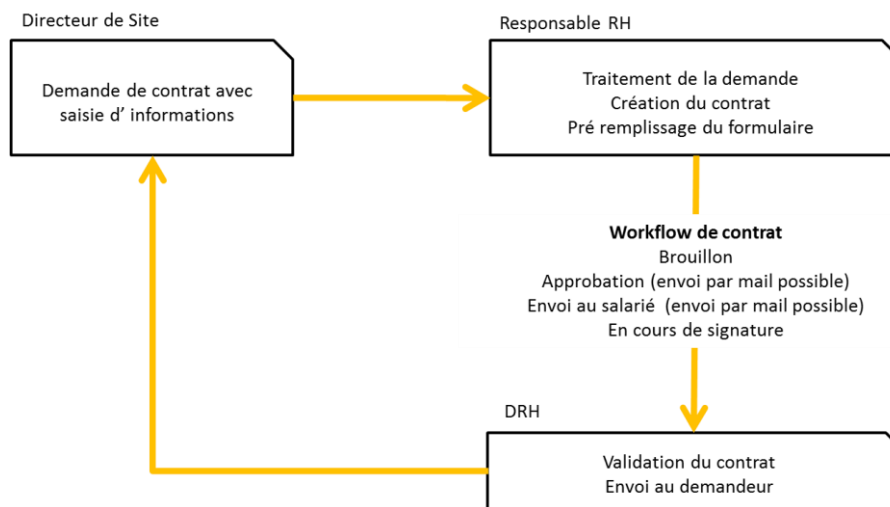 Directeur de Site
Demande de contrat avec
saisie d' informations
Responsable RH
Traitement de la demande
Création du contrat
Pré remplissage du formulaire
Workflow de contrat
Brouillon
Approbation (envoi par mail possible)
Envoi au salarié (envoi par mail possible)
En cours de signature
DRH
Validation du contrat
Envoi au demandeur